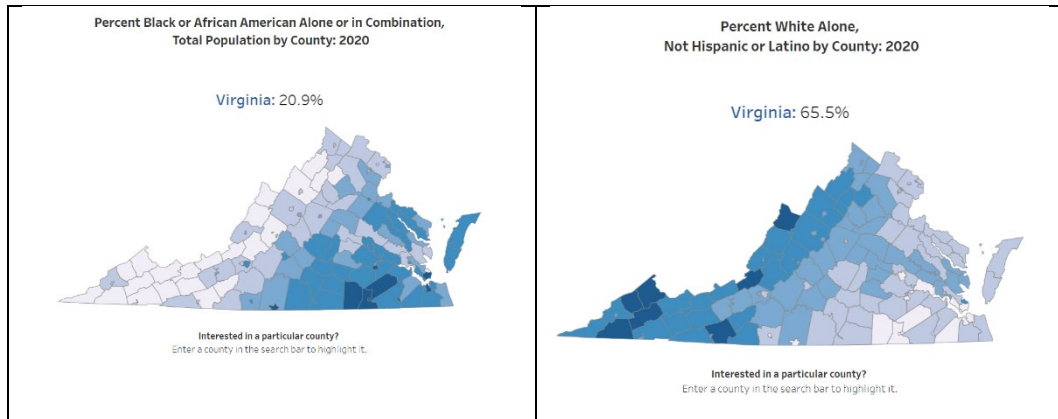 Percent Black or African American Alone or in Combination,
Total Population by County: 2020
Virginia: 20.9%
Interested in a particular county?
Enter a county in the search bar to highlight it.
Percent White Alone,
Not Hispanic or Latino by County: 2020
Virginia: 65.5%
Interested in a particular county?
Enter a county in the search bar to highlight it.